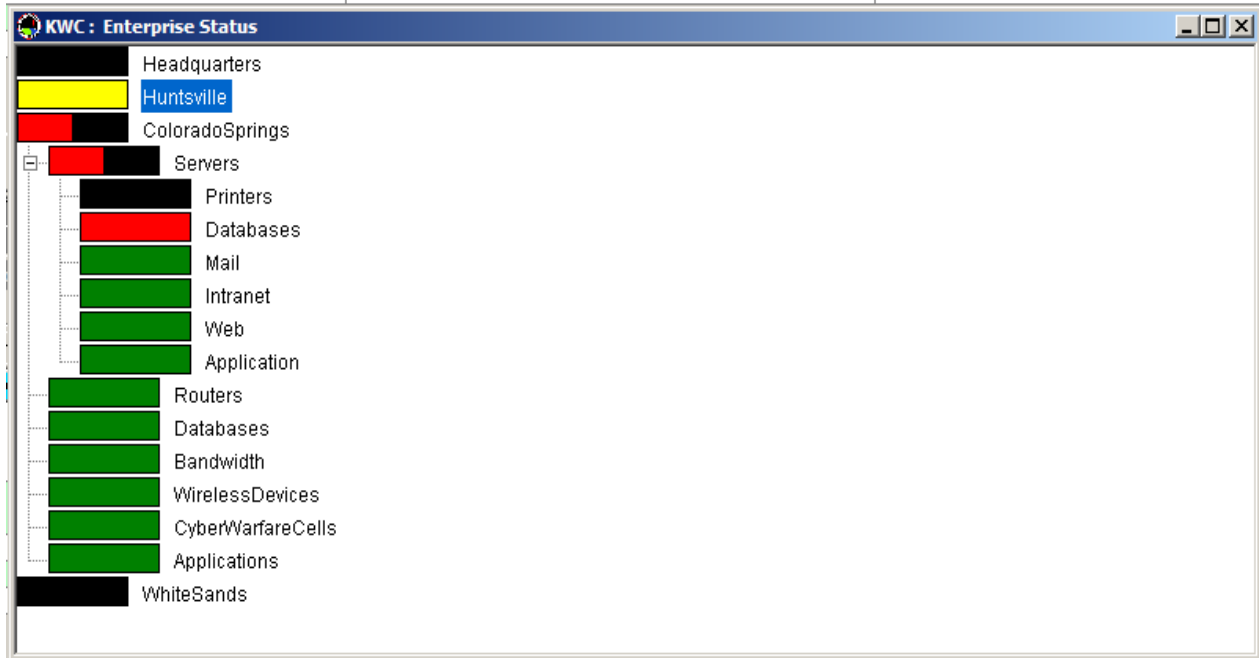 KWC : Enterprise Status
Headquarters
Huntsville
ColoradoSprings
Servers
Printers
Databases
Mail
Intranet
Web
Application
Routers
Databases
Bandwidth
WirelessDevices
CyberWarfareCells
Applications
WhiteSands